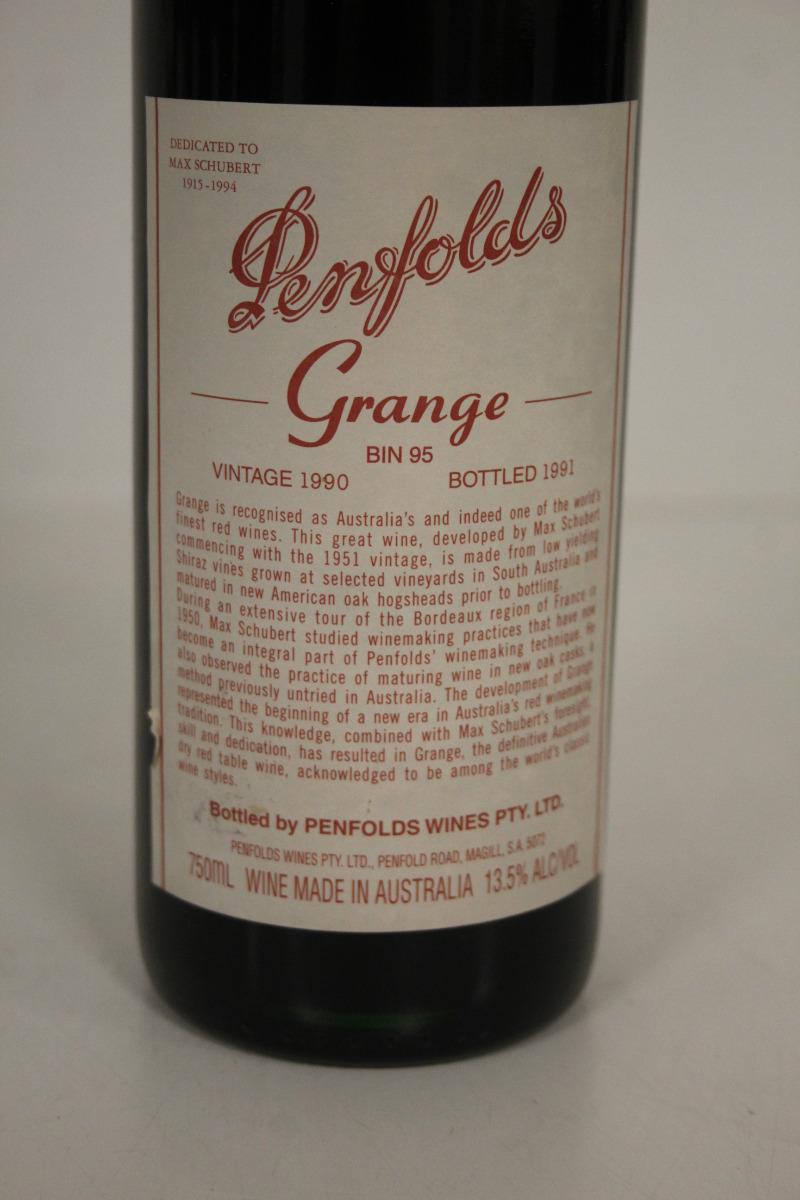 DEDICATED TO
MAX SCHUBERT
1915-1994
Penfolds
Grange
BIN 95
VINTAGE 1990 BOTTLED 1991
Grange is recognised as Australia's and indeed one of the world's
finest red wines. This great wine, developed by Max Schubert
commencing with the 1951 vintage, is made from low yielding
Shiraz vines grown at selected vineyards in South Australia and
matured in new American oak hogsheads prior to bottling.
During an extensive tour of the Bordeaux region of France in
1950, Max Schubert studied winemaking practices that have now
become an integral part of Penfolds' winemaking technique. He
also observed the practice of maturing wine in new oak casks, a
method previously untried in Australia. The development of Grange
represented the beginning of a new era in Australia's red winemaking
tradition. This knowledge, combined with Max Schubert's foresight,
skill and dedication, has resulted in Grange, the definitive Australian
dry red table wine, acknowledged to be among the world's classic
wine styles.
Bottled by PENFOLDS WINES PTY. LTD.
PENFOLDS WINES PTY. LTD., PENFOLD ROAD, MAGILL, S.A. 5072
750mL WINE MADE IN AUSTRALIA 13.5% ALC/VOL